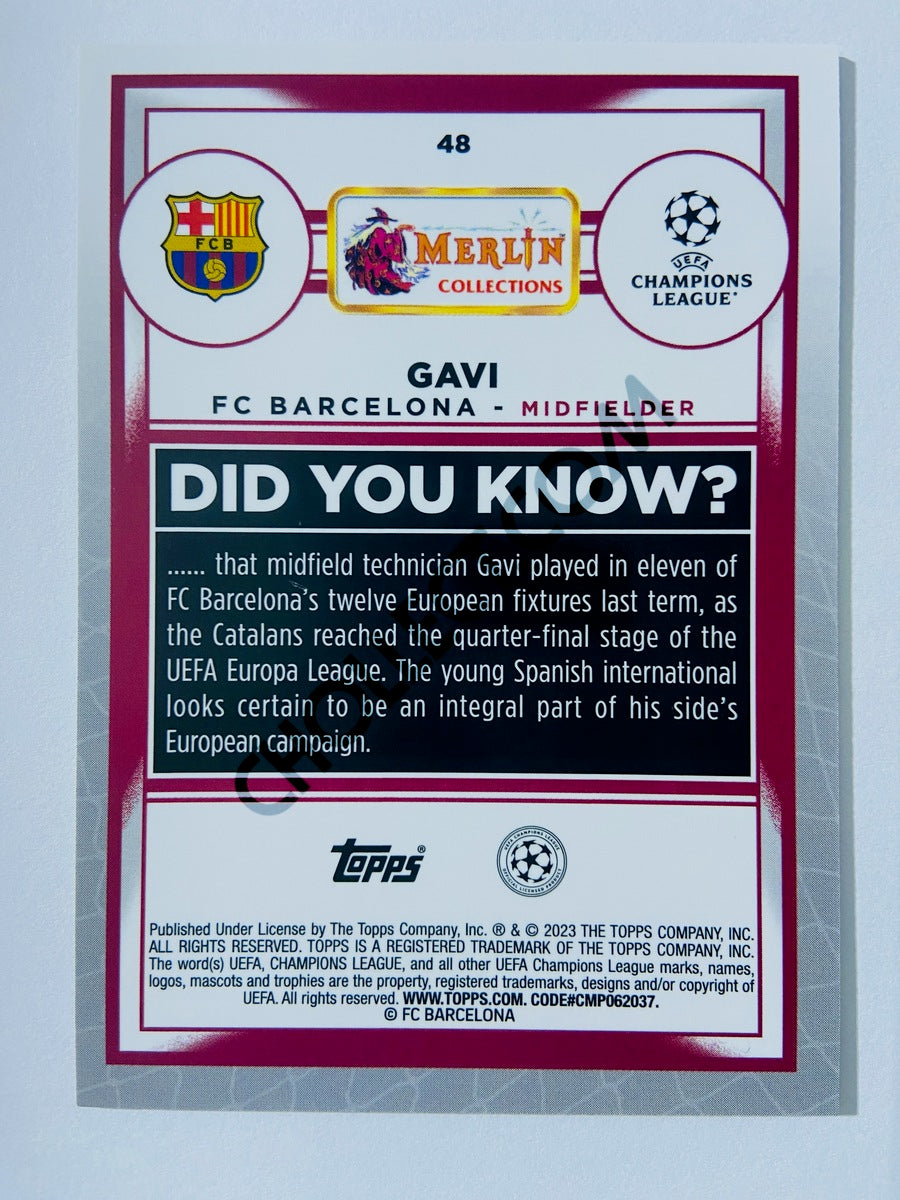 48
FCB
MERLIN
COLLECTIONS
UEFA
CHAMPIONS
LEAGUE®
GAVI
FC BARCELONA - MIDFIELDER
DID YOU KNOW?
...... that midfield technician Gavi played in eleven of
FC Barcelona's twelve European fixtures last term, as
the Catalans reached the quarter-final stage of the
UEFA Europa League. The young Spanish international
looks certain to be an integral part of his side's
European campaign.
topps®
UEFA CHAMPIONS LEAGUE
OFFICIAL LICENSED PRODUCT
Published Under License by The Topps Company, Inc. ® & © 2023 THE TOPPS COMPANY, INC.
ALL RIGHTS RESERVED. TOPPS IS A REGISTERED TRADEMARK OF THE TOPPS COMPANY, INC.
The word(s) UEFA, CHAMPIONS LEAGUE, and all other UEFA Champions League marks, names,
logos, mascots and trophies are the property, registered trademarks, designs and/or copyright of
UEFA. All rights reserved. WWW.TOPPS.COM. CODE#CMP062037.
© FC BARCELONA